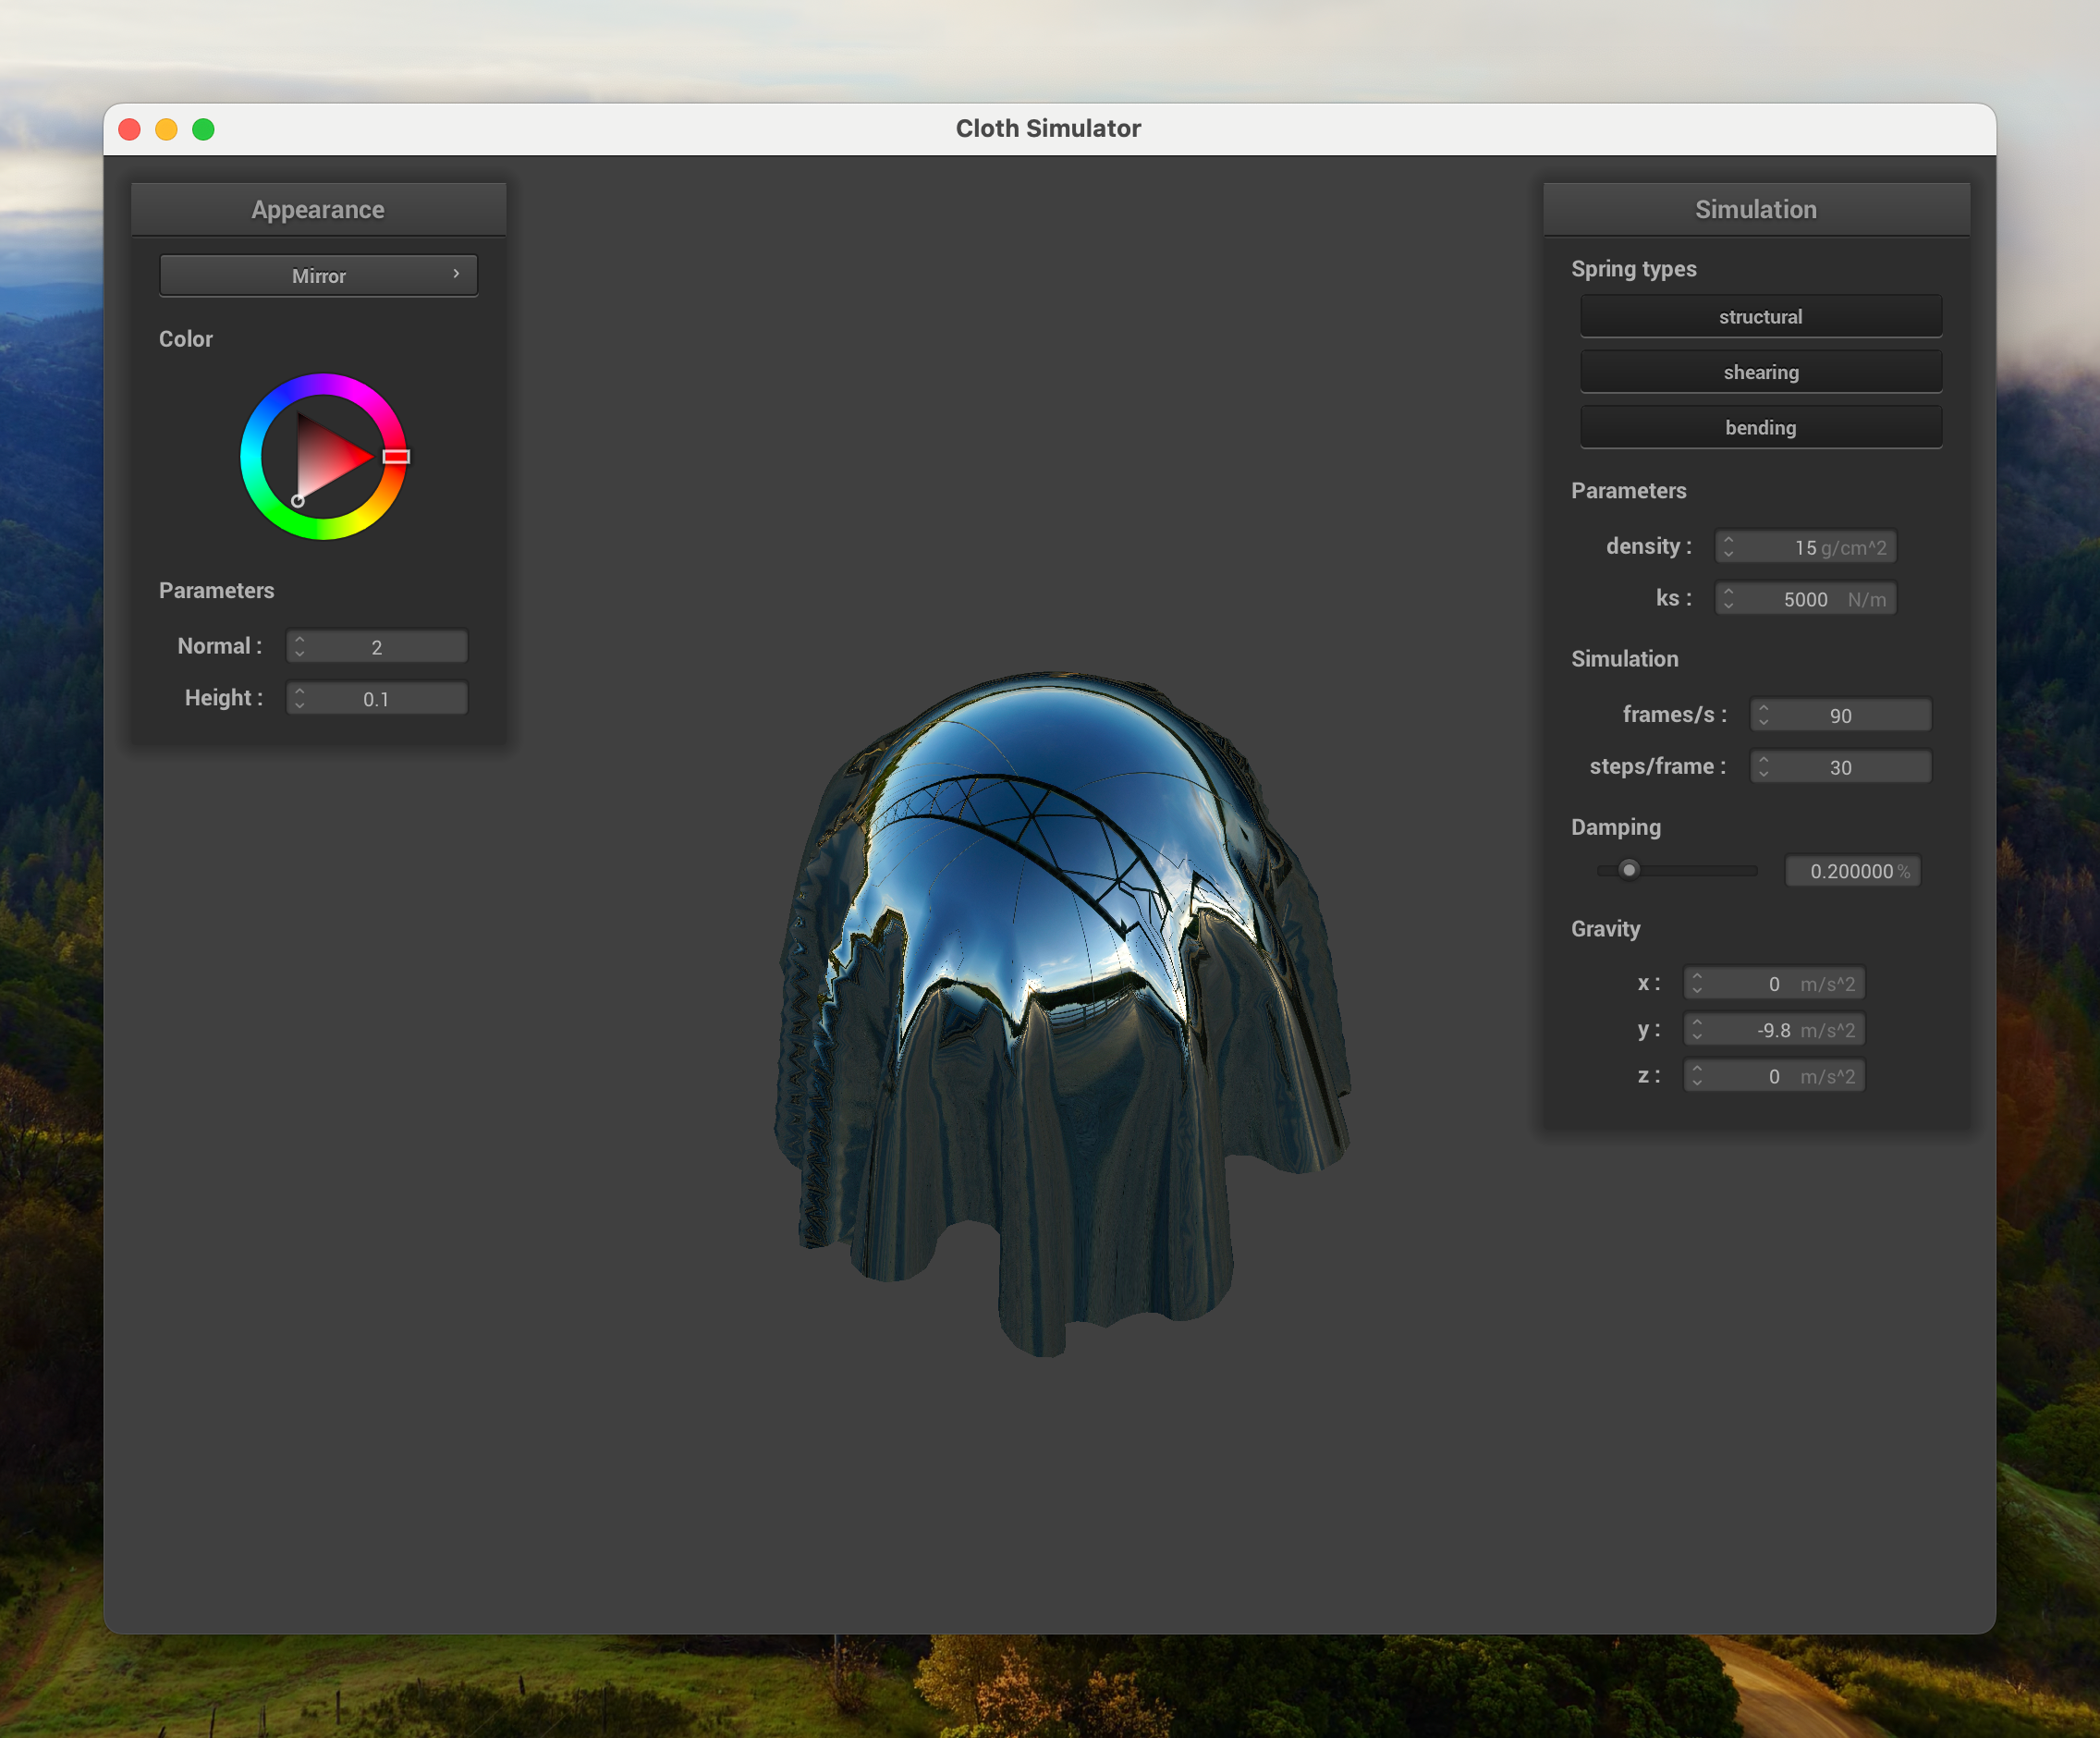 Cloth Simulator
Appearance
Mirror
Color
Parameters
Normal : 2
Height : 0.1
Simulation
Spring types
structural
shearing
bending
Parameters
density : 15 g/cm^2
ks : 5000 N/m
Simulation
frames/s : 90
steps/frame : 30
Damping
0.200000 %
Gravity
x : 0 m/s^2
y : -9.8 m/s^2
z : 0 m/s^2